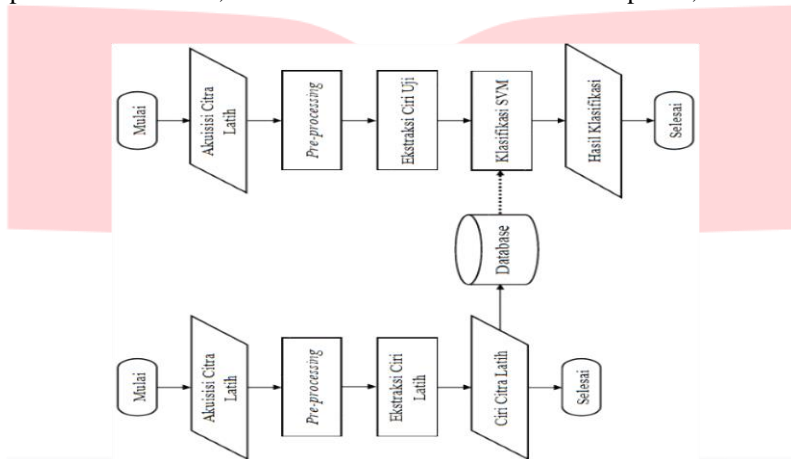 Mulai
Akuisisi Citra
Latih
Pre-processing
Ekstraksi Ciri
Latih
Ciri Citra Latih
Selesai
Database
Mulai
Akuisisi Citra
Latih
Pre-processing
Ekstraksi Ciri Uji
Klasifikasi SVM
Hasil Klasifikasi
Selesai